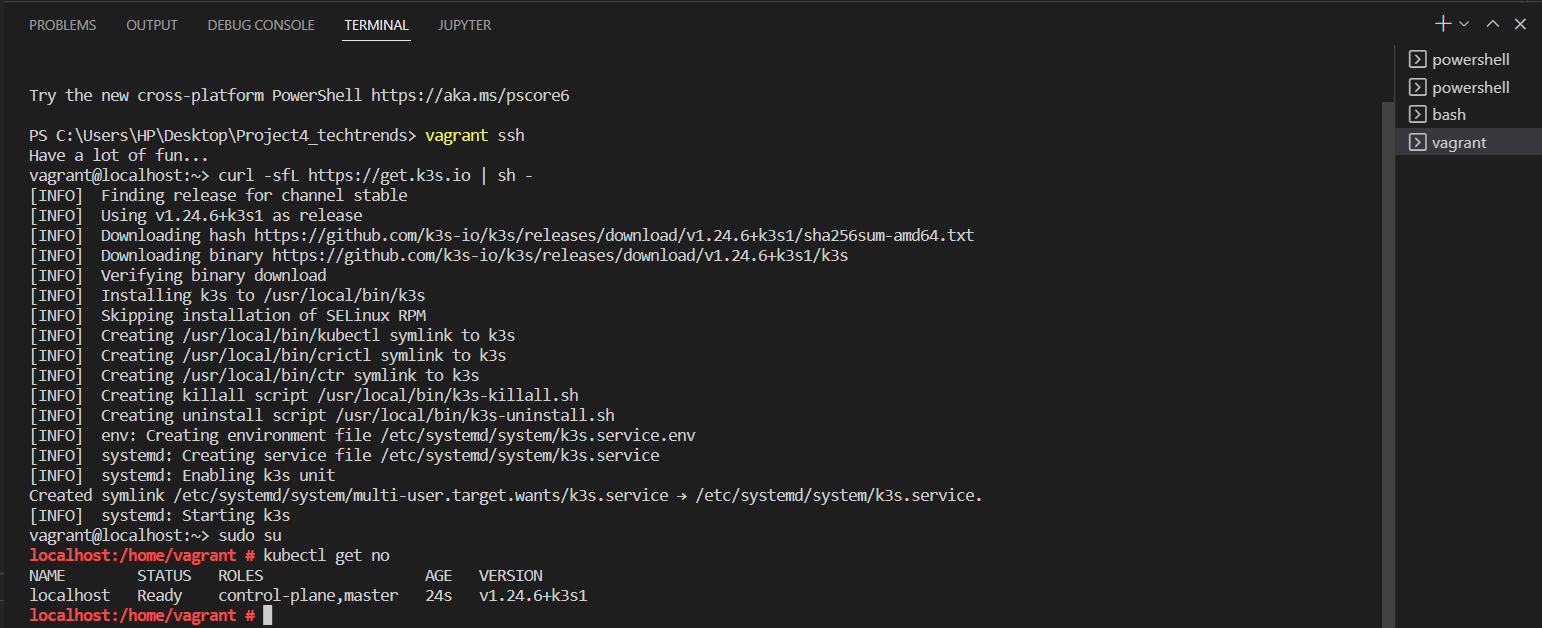 PROBLEMS OUTPUT DEBUG CONSOLE TERMINAL JUPYTER
Try the new cross-platform PowerShell https://aka.ms/pscore6
PS C:\Users\HP\Desktop\Project4_techtrends> vagrant ssh
Have a lot of fun...
vagrant@localhost:~> curl -sfL https://get.k3s.io | sh -
[INFO]  Finding release for channel stable
[INFO]  Using v1.24.6+k3s1 as release
[INFO]  Downloading hash https://github.com/k3s-io/k3s/releases/download/v1.24.6+k3s1/sha256sum-amd64.txt
[INFO]  Downloading binary https://github.com/k3s-io/k3s/releases/download/v1.24.6+k3s1/k3s
[INFO]  Verifying binary download
[INFO]  Installing k3s to /usr/local/bin/k3s
[INFO]  Skipping installation of SELinux RPM
[INFO]  Creating /usr/local/bin/kubectl symlink to k3s
[INFO]  Creating /usr/local/bin/crictl symlink to k3s
[INFO]  Creating /usr/local/bin/ctr symlink to k3s
[INFO]  Creating killall script /usr/local/bin/k3s-killall.sh
[INFO]  Creating uninstall script /usr/local/bin/k3s-uninstall.sh
[INFO]  env: Creating environment file /etc/systemd/system/k3s.service.env
[INFO]  systemd: Creating service file /etc/systemd/system/k3s.service
[INFO]  systemd: Enabling k3s unit
Created symlink /etc/systemd/system/multi-user.target.wants/k3s.service → /etc/systemd/system/k3s.service.
[INFO]  systemd: Starting k3s
vagrant@localhost:~> sudo su
localhost:/home/vagrant # kubectl get no
NAME        STATUS   ROLES                  AGE   VERSION
localhost   Ready    control-plane,master   24s   v1.24.6+k3s1
localhost:/home/vagrant #
powershell
powershell
bash
vagrant